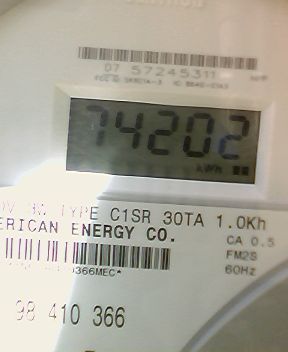 07 57245311
74202
kWh
3W TYPE C1SR 30TA 1.0Kh
ERICAN ENERGY CO.
CA 0.5
FM2S
60Hz
366MEC*
98 410 366